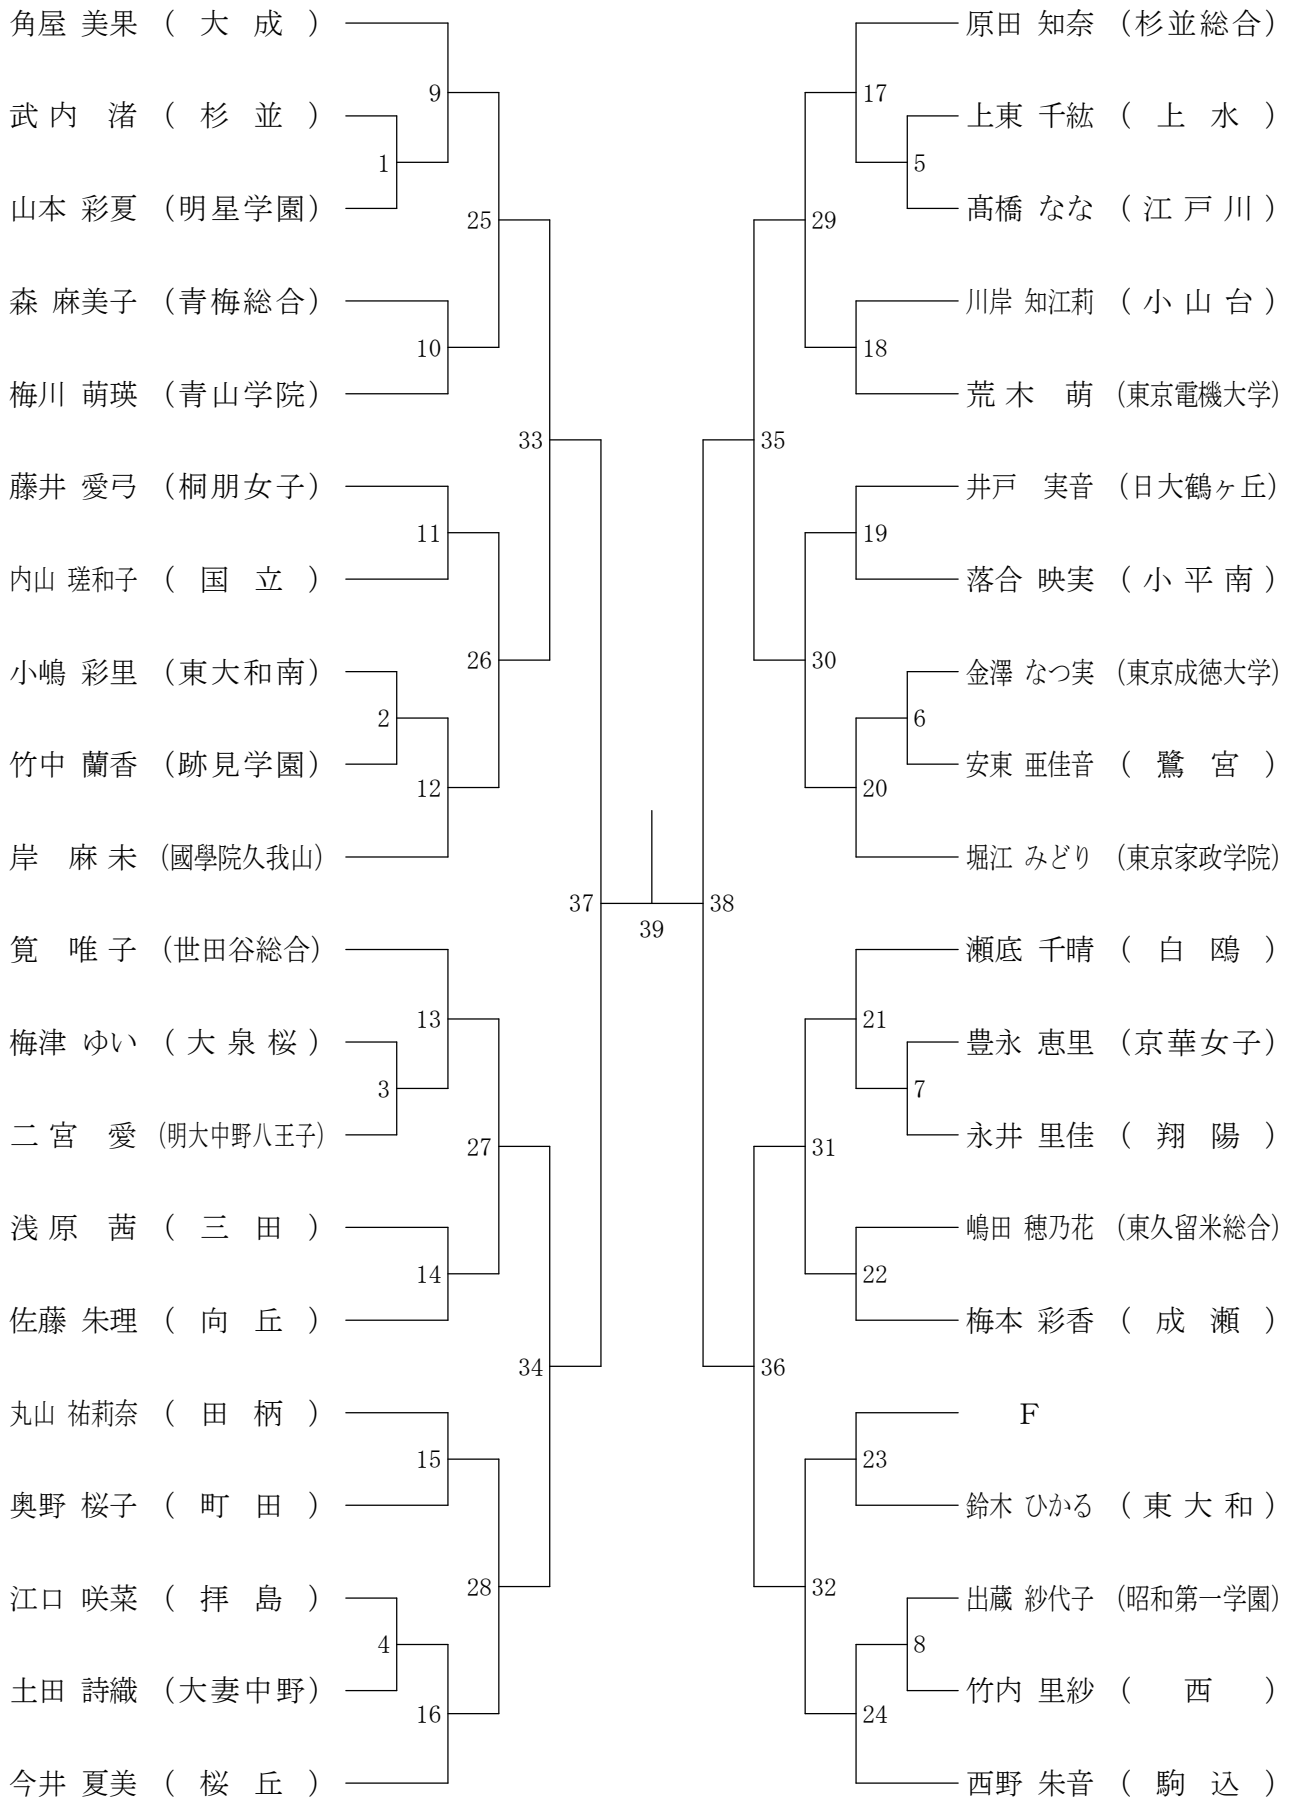 角屋 美果 （ 大 成 ）
武内 渚 （ 杉 並 ）
山本 彩夏 （明星学園）
森 麻美子 （青梅総合）
梅川 萌瑛 （青山学院）
藤井 愛弓 （桐朋女子）
内山 瑳和子 （ 国 立 ）
小嶋 彩里 （東大和南）
竹中 蘭香 （跡見学園）
岸 麻未 （國學院久我山）
筧 唯子 （世田谷総合）
梅津 ゆい （ 大 泉 桜 ）
二宮 愛 （明大中野八王子）
浅原 茜 （ 三 田 ）
佐藤 朱理 （ 向 丘 ）
丸山 祐莉奈 （ 田 柄 ）
奥野 桜子 （ 町 田 ）
江口 咲菜 （ 拝 島 ）
土田 詩織 （大妻中野）
今井 夏美 （ 桜 丘 ）
1
2
3
4
9
10
11
12
13
14
15
16
25
26
27
28
33
34
37
39
38
35
36
29
30
31
32
17
18
19
20
21
22
23
24
5
6
7
8
原田 知奈 （杉並総合）
上東 千紘 （ 上 水 ）
髙橋 なな （ 江 戸 川 ）
川岸 知江莉 （ 小 山 台 ）
荒木 萌 （東京電機大学）
井戸 実音 （日大鶴ヶ丘）
落合 映実 （ 小 平 南 ）
金澤 なつ実 （東京成徳大学）
安東 亜佳音 （ 鷺 宮 ）
堀江 みどり （東京家政学院）
瀬底 千晴 （ 白 鴎 ）
豊永 恵里 （京華女子）
永井 里佳 （ 翔 陽 ）
嶋田 穂乃花 （東久留米総合）
梅本 彩香 （ 成 瀬 ）
F
鈴木 ひかる （ 東 大 和 ）
出蔵 紗代子 （昭和第一学園）
竹内 里紗 （ 西 ）
西野 朱音 （ 駒 込 ）